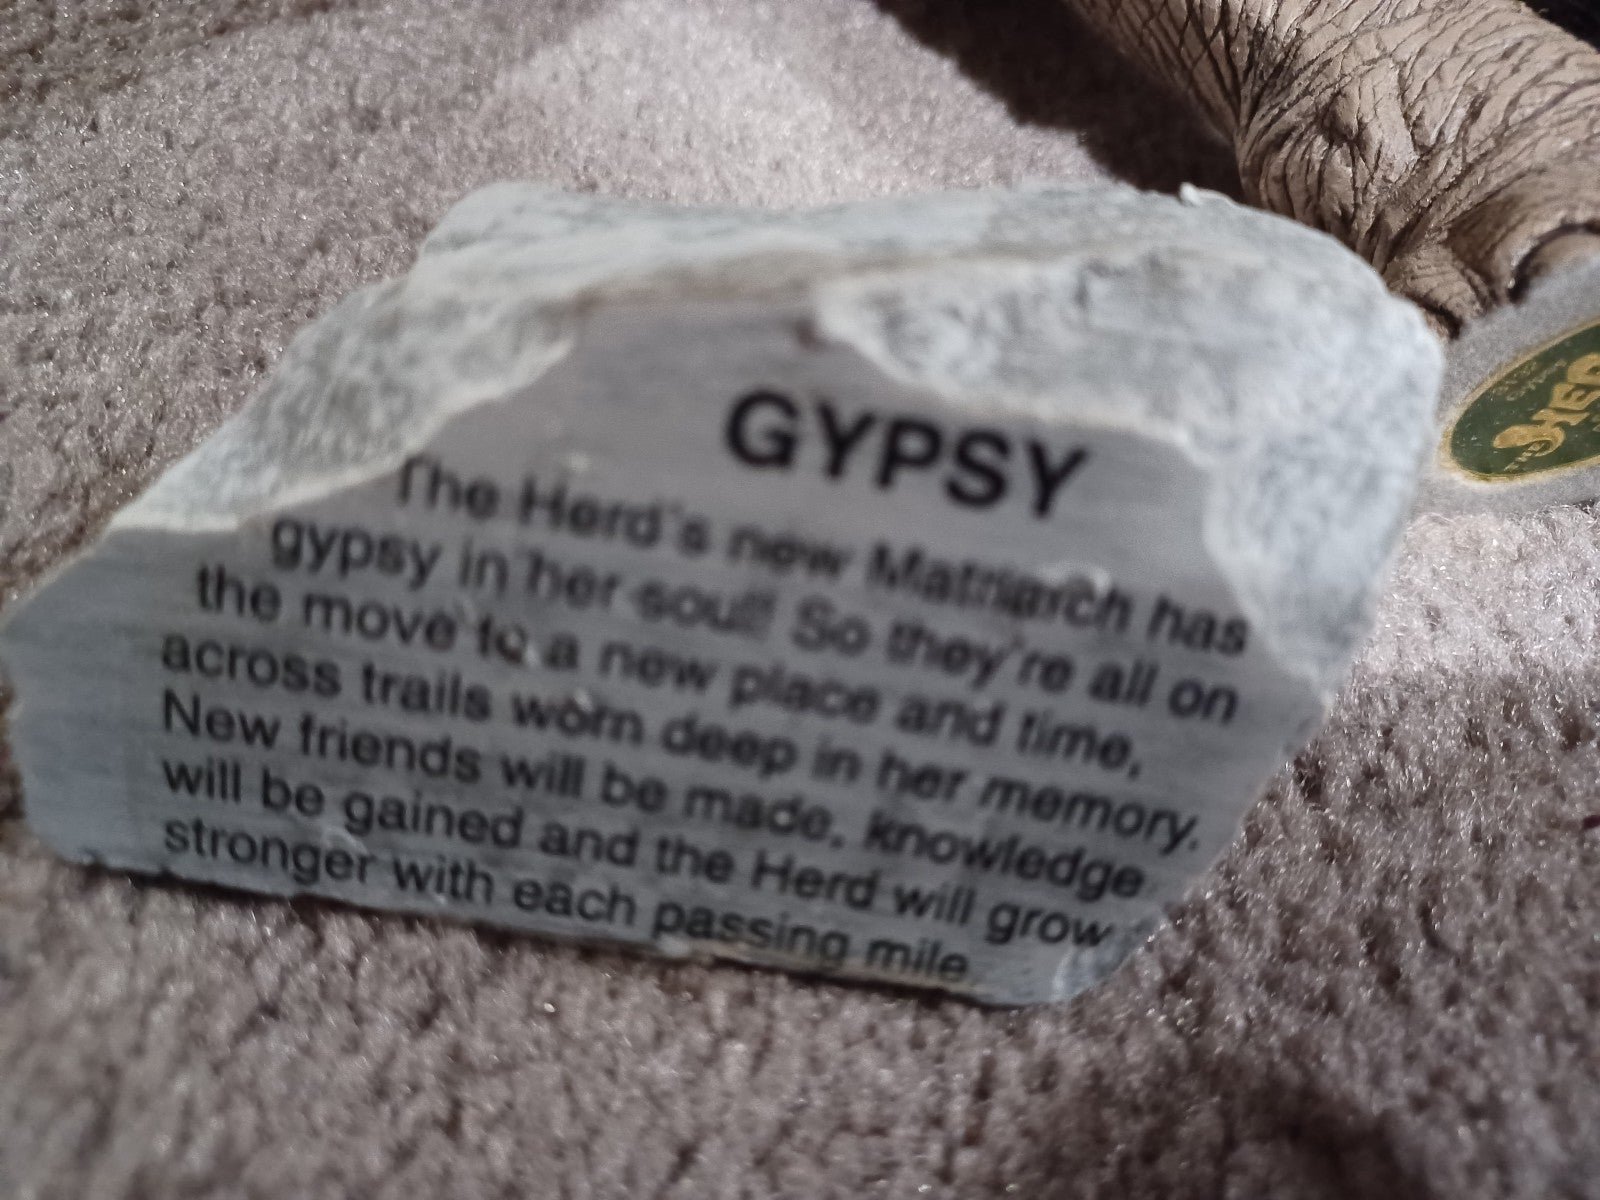 GYPSY
The Herd's new Matriarch has
gypsy in her soul! So they're all on
the move to a new place and time,
across trails worn deep in her memory.
New friends will be made, knowledge
will be gained and the Herd will grow
stronger with each passing mile.